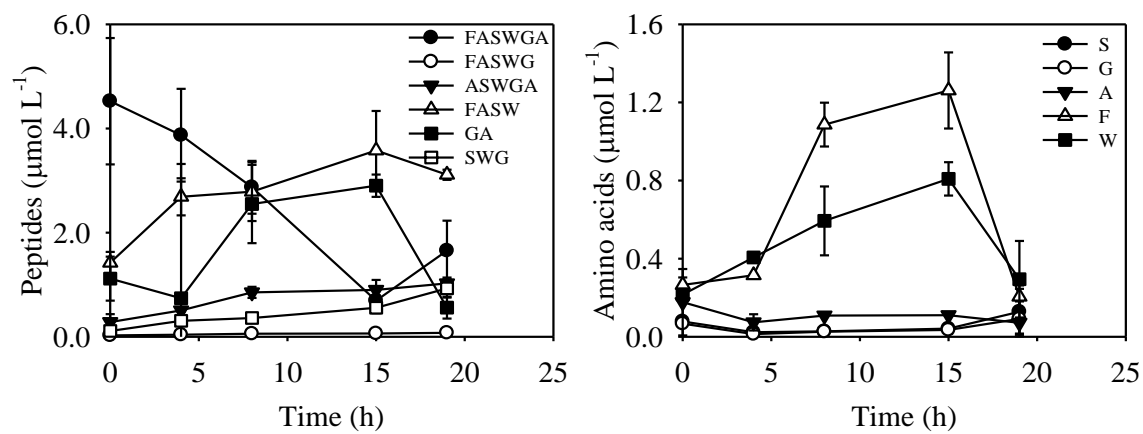 Peptides (µmol L⁻¹)
6.0
4.0
2.0
0.0
FASWGA
FASWG
ASWGA
FASW
GA
SWG
0 5 10 15 20 25
Time (h)
Amino acids (µmol L⁻¹)
1.6
1.2
0.8
0.4
0.0
S
G
A
F
W
0 5 10 15 20 25
Time (h)